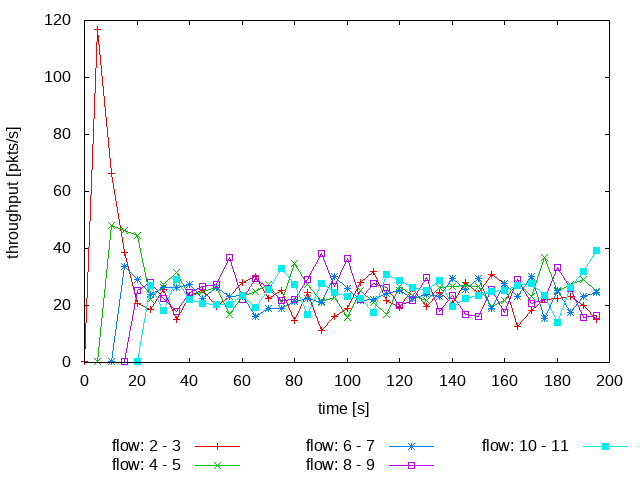 120
100
80
60
40
20
0
throughput [pkts/s]
0 20 40 60 80 100 120 140 160 180 200
time [s]
flow: 2 - 3 flow: 6 - 7 flow: 10 - 11
flow: 4 - 5 flow: 8 - 9